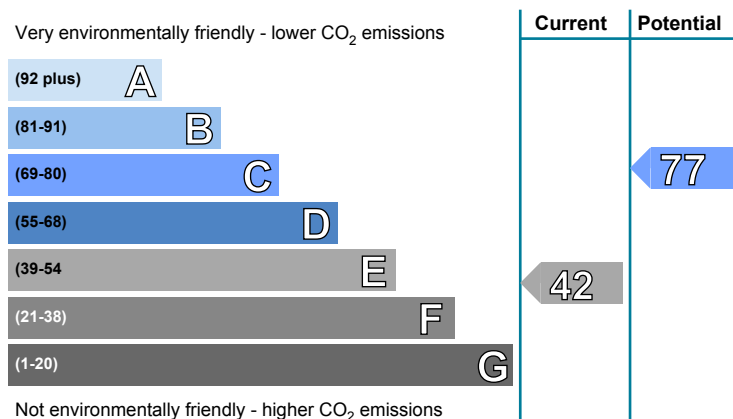 Very environmentally friendly - lower CO₂ emissions
Current
Potential
(92 plus) A
(81-91) B
(69-80) C
77
(55-68) D
(39-54 E
42
(21-38) F
(1-20) G
Not environmentally friendly - higher CO₂ emissions